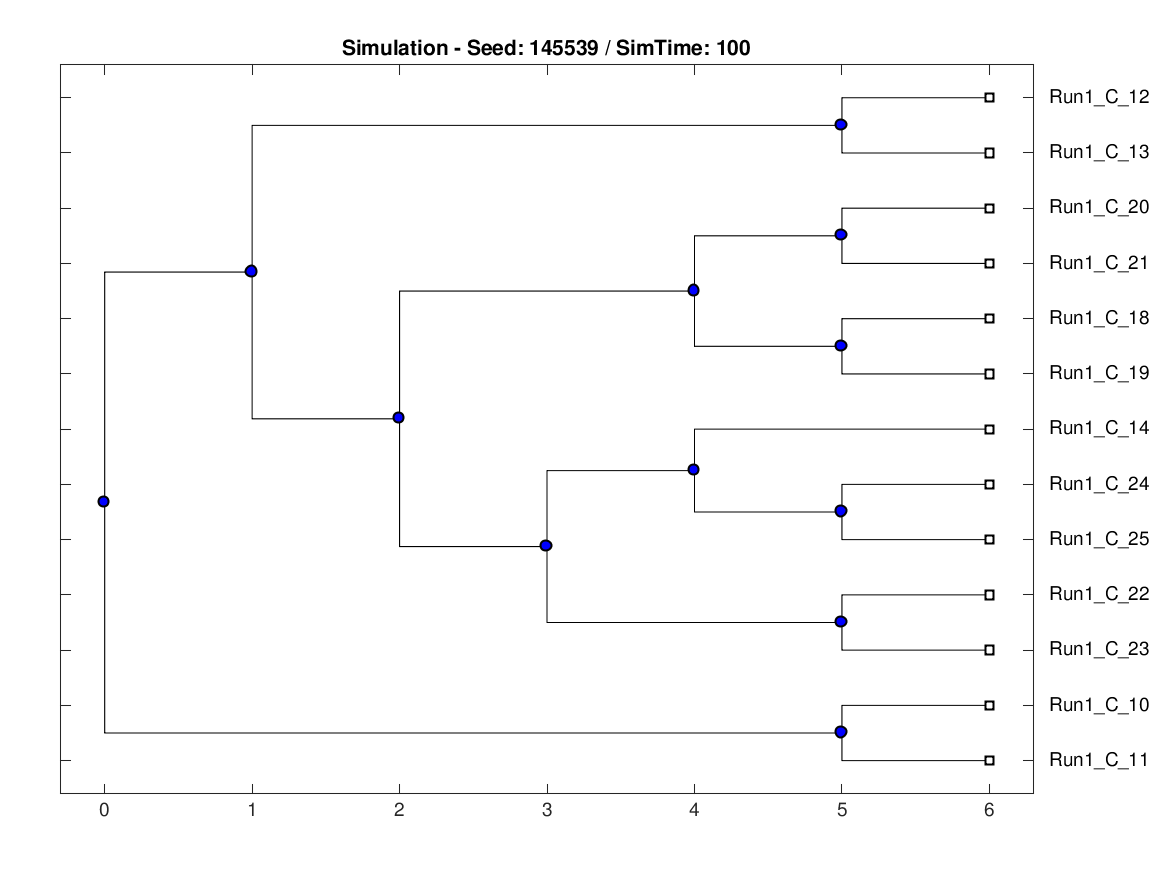 Simulation - Seed: 145539 / SimTime: 100
Run1_C_12
Run1_C_13
Run1_C_20
Run1_C_21
Run1_C_18
Run1_C_19
Run1_C_14
Run1_C_24
Run1_C_25
Run1_C_22
Run1_C_23
Run1_C_10
Run1_C_11
0 1 2 3 4 5 6